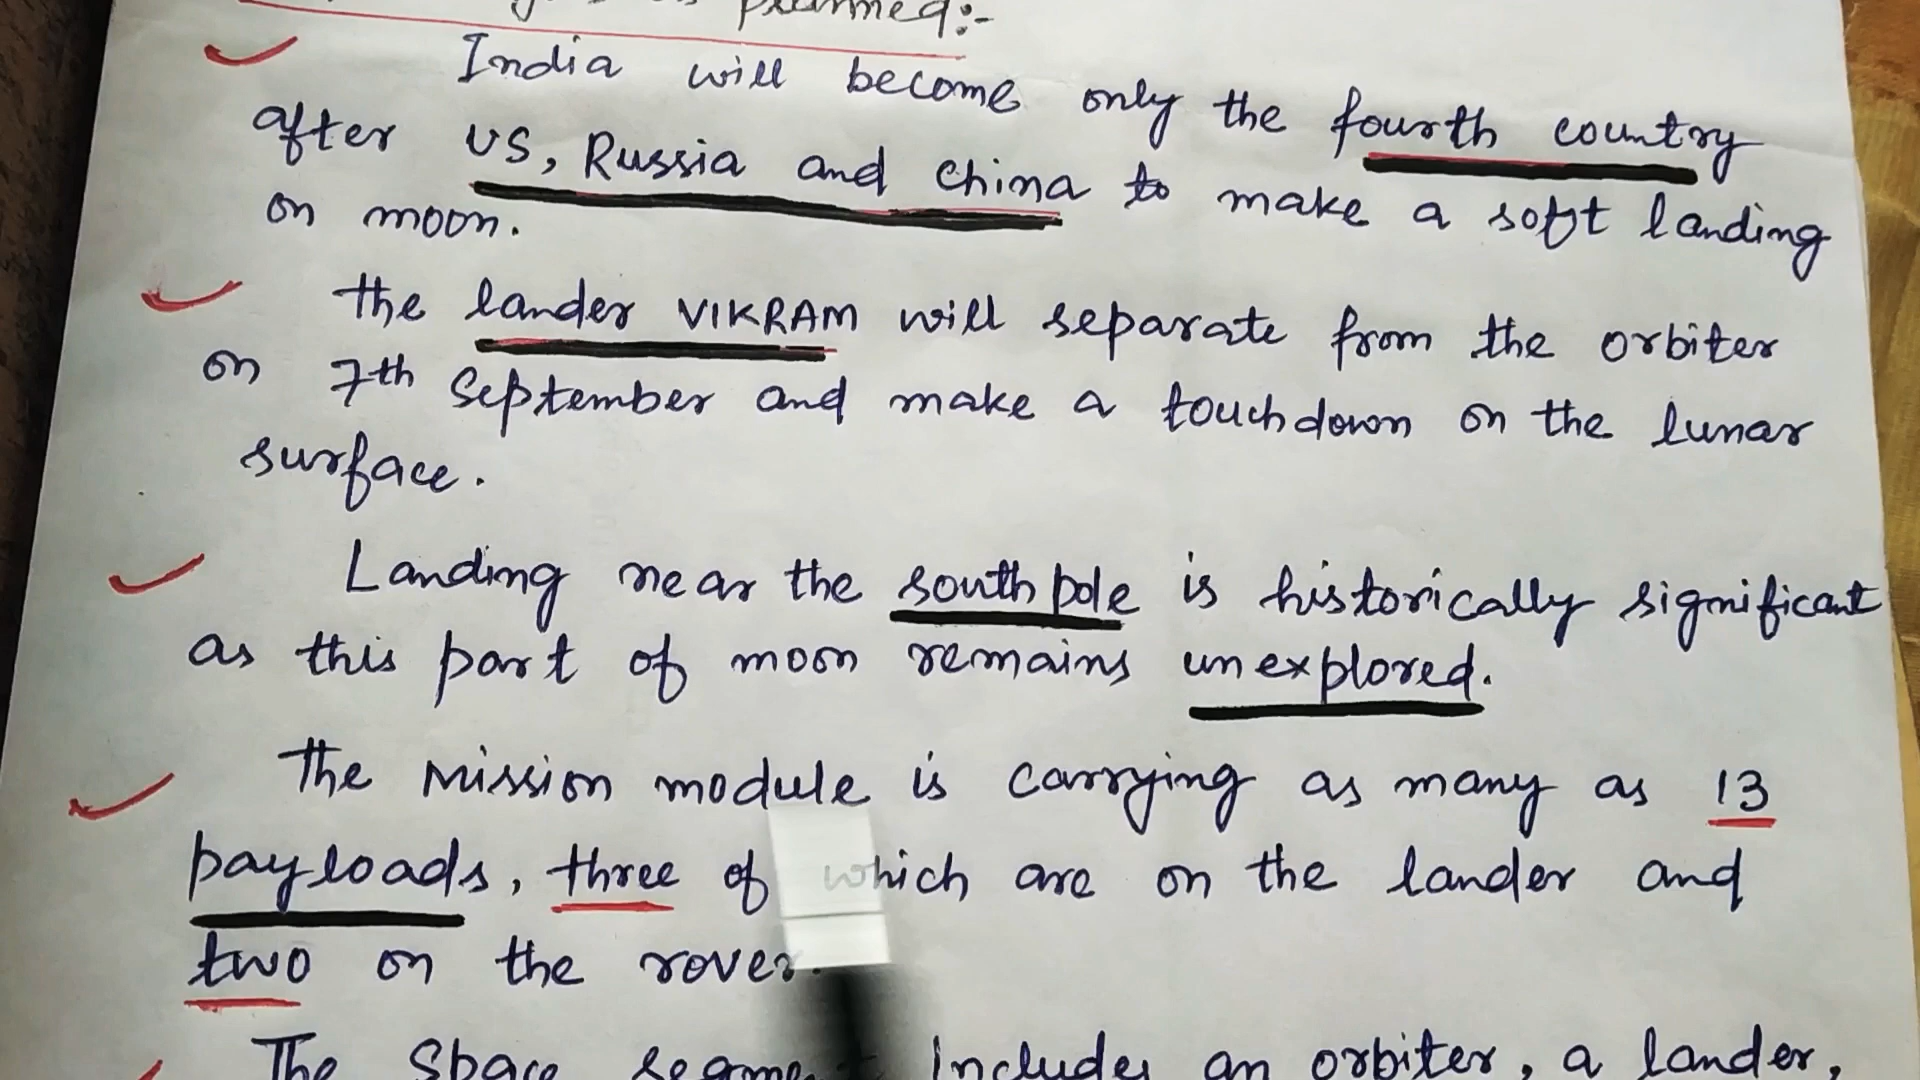 planned:-
India will become only the fourth country
after US, Russia and China to make a soft landing
on moon.
The lander VIKRAM will separate from the orbiter
on 7th September and make a touchdown on the lunar
surface.
Landing near the south pole is historically significant
as this part of moon remains unexplored.
The Mission module is carrying as many as 13
payloads, three of which are on the lander and
two on the rover.
The Space segment Includes an orbiter, a lander,